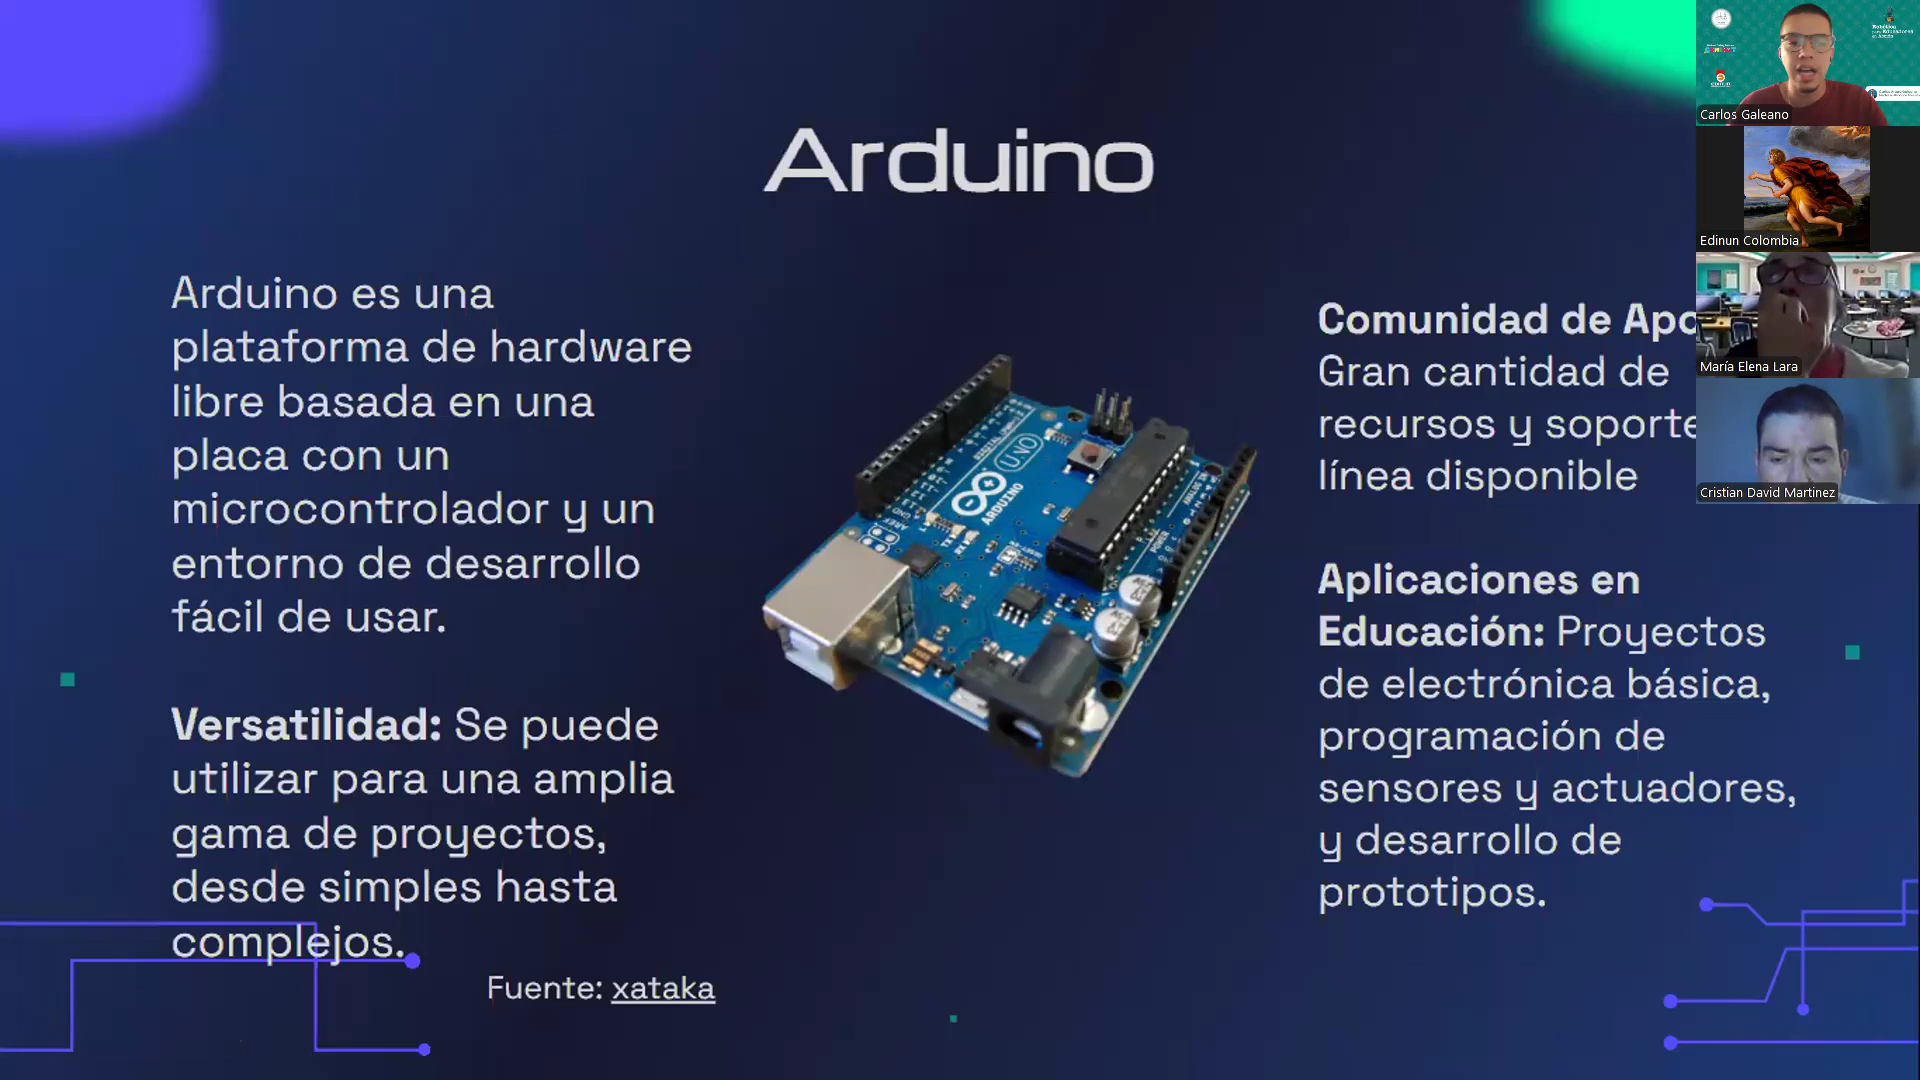 Arduino
Arduino es una
plataforma de hardware
libre basada en una
placa con un
microcontrolador y un
entorno de desarrollo
fácil de usar.
Versatilidad: Se puede
utilizar para una amplia
gama de proyectos,
desde simples hasta
complejos.
Fuente: xataka
UNO
ARDUINO
Comunidad de Apo
Gran cantidad de
recursos y soporte
línea disponible
Aplicaciones en
Educación: Proyectos
de electrónica básica,
programación de
sensores y actuadores,
y desarrollo de
prototipos.
Carlos Galeano
Edinun Colombia
María Elena Lara
Cristian David Martinez